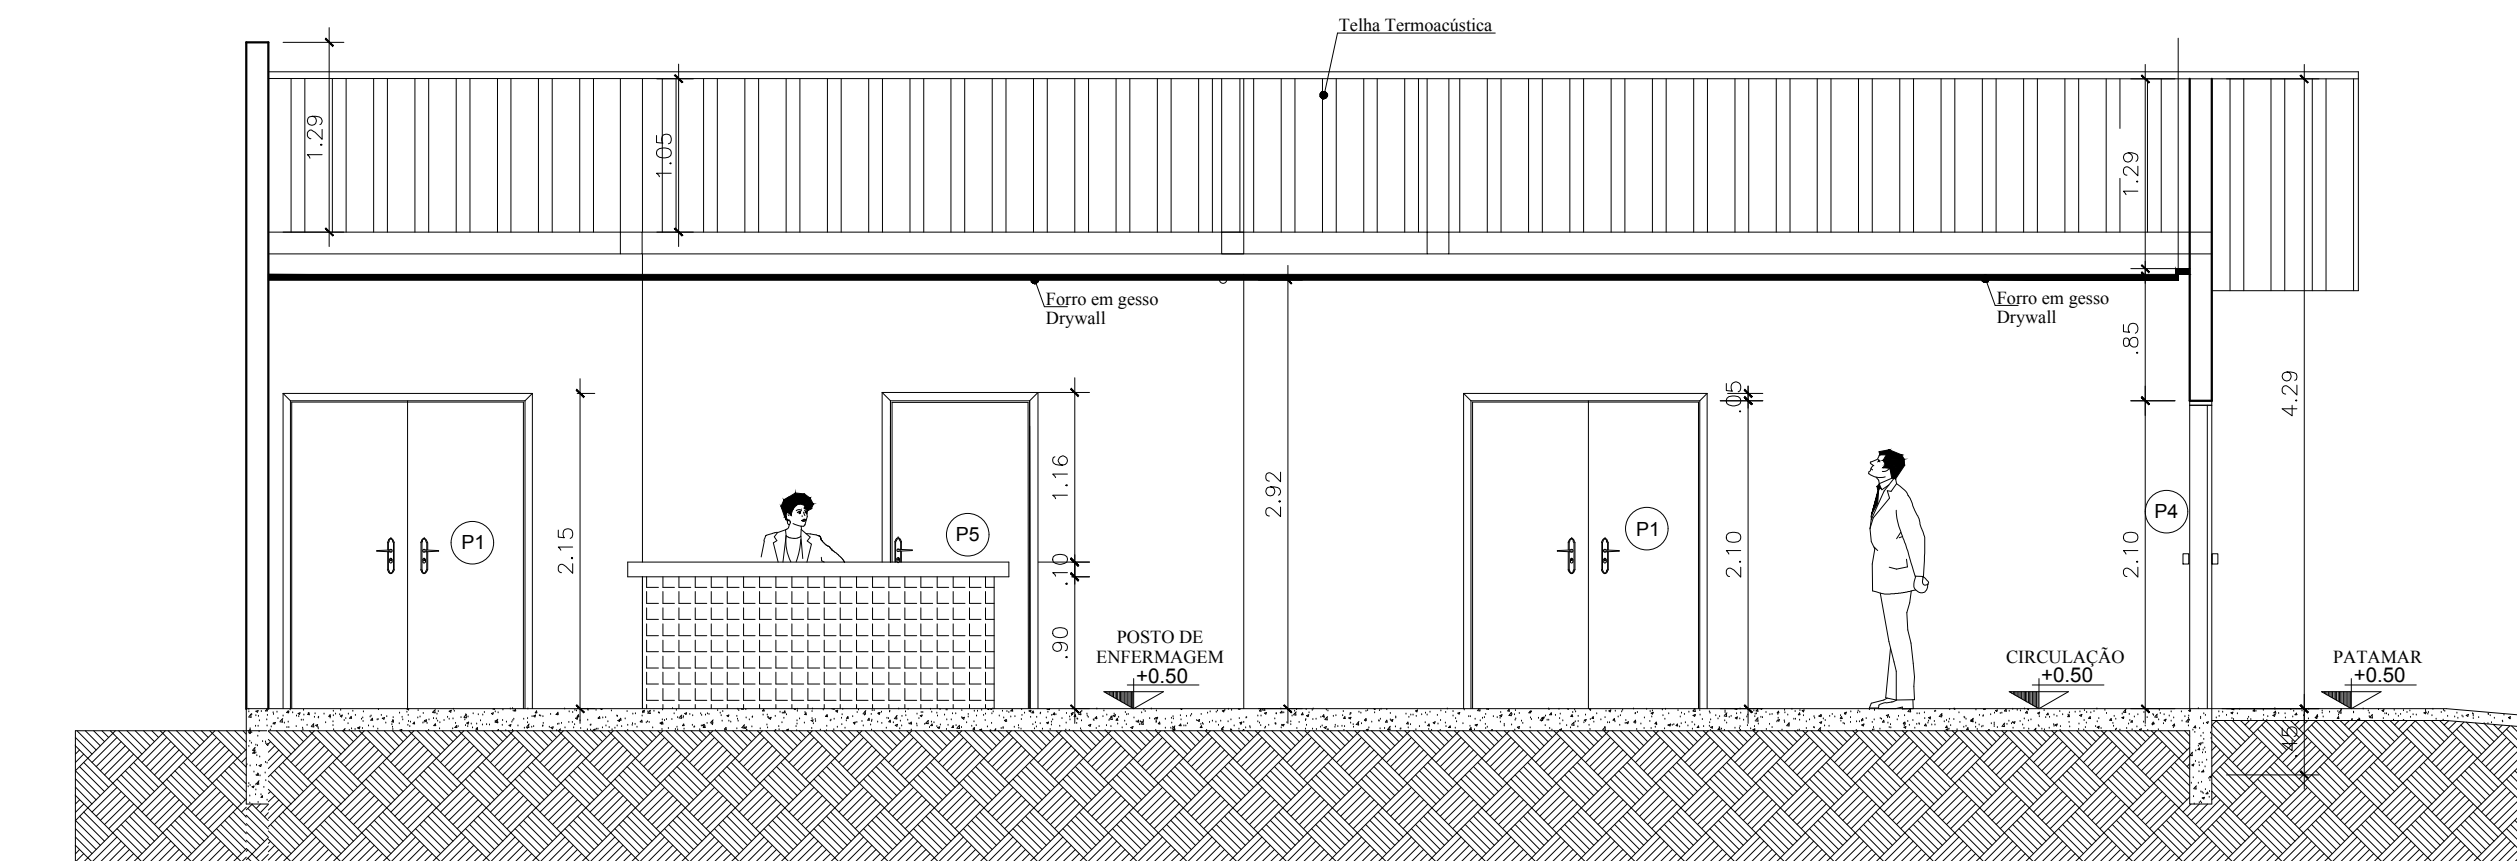 Telha Termoacústica
1.29
1.05
1.29
Forro em gesso
Drywall
Forro em gesso
Drywall
.85
4.29
.05
1.16
2.92
P1
2.15
P5
.10
P1
2.10
P4
2.10
.90
POSTO DE
ENFERMAGEM
+0.50
CIRCULAÇÃO
+0.50
PATAMAR
+0.50
.45